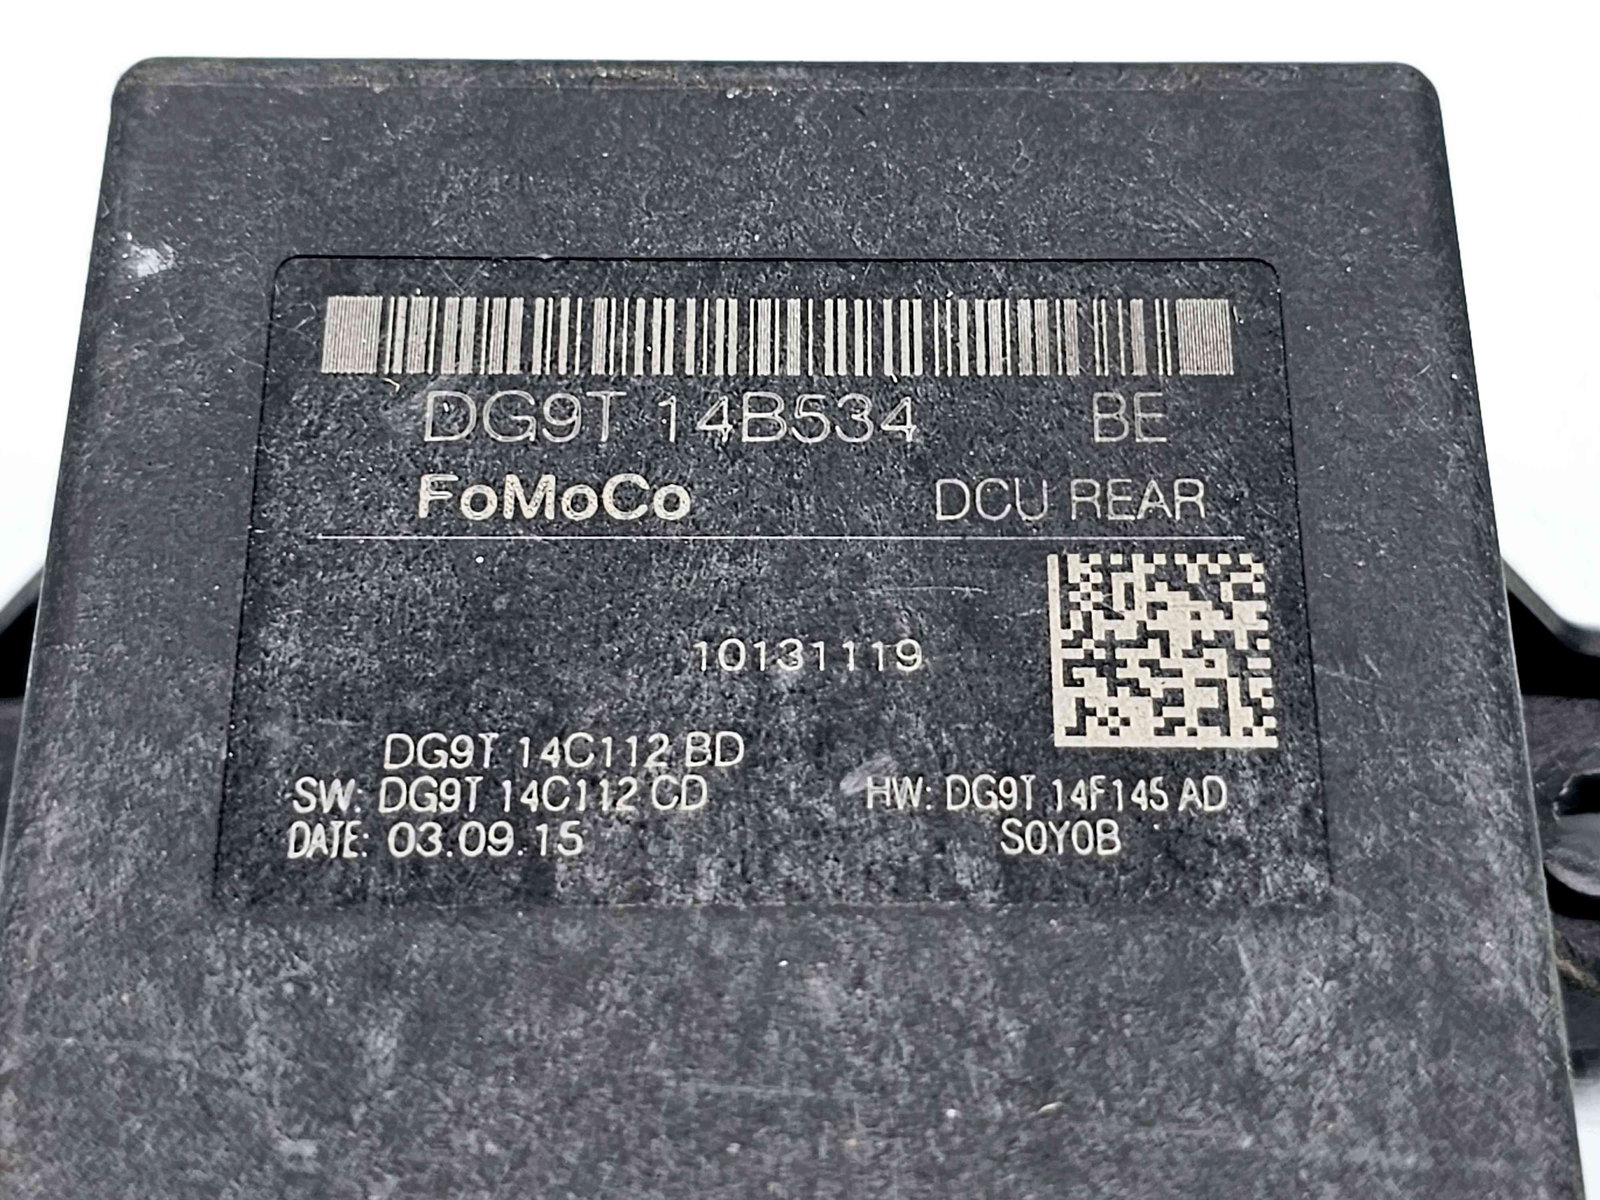 DG9T 14B534 BE
FoMoCo DCU REAR
10131119
DG9T 14C112 BD
SW: DG9T 14C112 CD HW: DG9T 14F145 AD
DATE: 03.09.15 S0Y0B